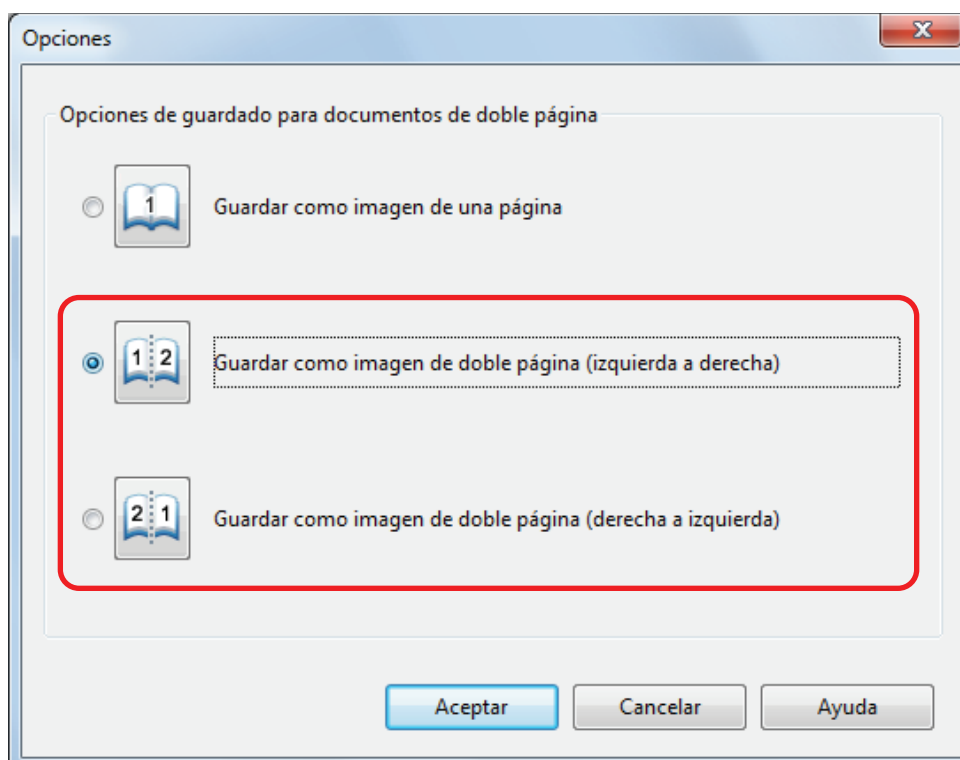 Opciones
Opciones de guardado para documentos de doble página
1 Guardar como imagen de una página
1 2 Guardar como imagen de doble página (izquierda a derecha)
2 1 Guardar como imagen de doble página (derecha a izquierda)
Aceptar Cancelar Ayuda